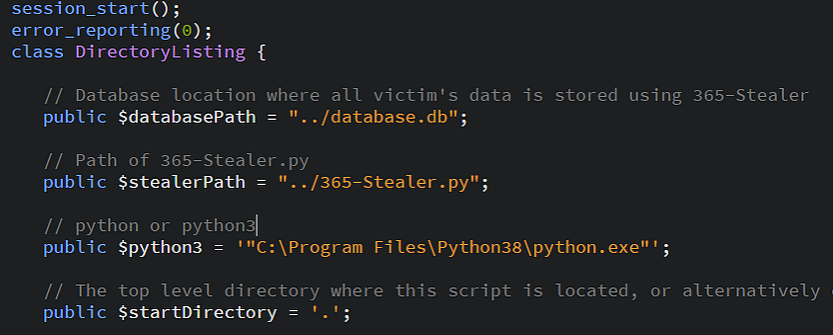 session_start();
error_reporting(0);
class DirectoryListing {
// Database location where all victim's data is stored using 365-Stealer
public $databasePath = "../database.db";
// Path of 365-Stealer.py
public $stealerPath = "../365-Stealer.py";
// python or python3
public $python3 = '"C:\Program Files\Python38\python.exe"';
// The top level directory where this script is located, or alternatively
public $startDirectory = '.';